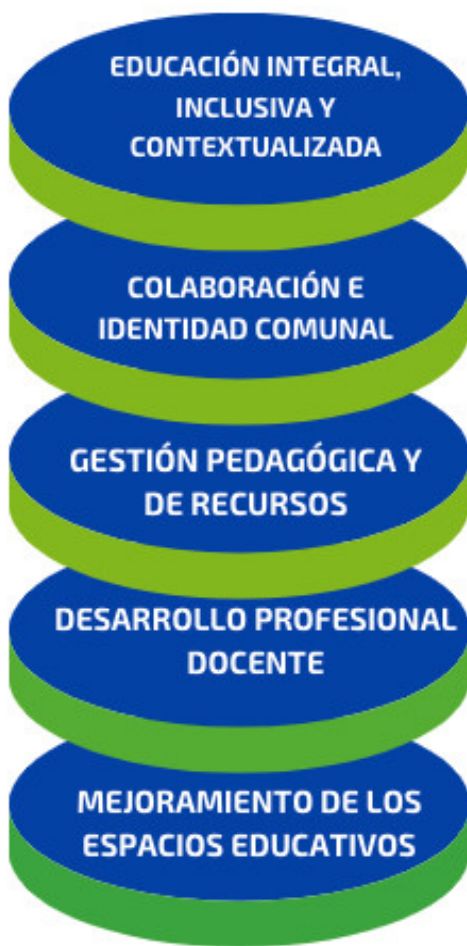 EDUCACIÓN INTEGRAL,
INCLUSIVA Y
CONTEXTUALIZADA
COLABORACIÓN E
IDENTIDAD COMUNAL
GESTIÓN PEDAGÓGICA Y
DE RECURSOS
DESARROLLO PROFESIONAL
DOCENTE
MEJORAMIENTO DE LOS
ESPACIOS EDUCATIVOS